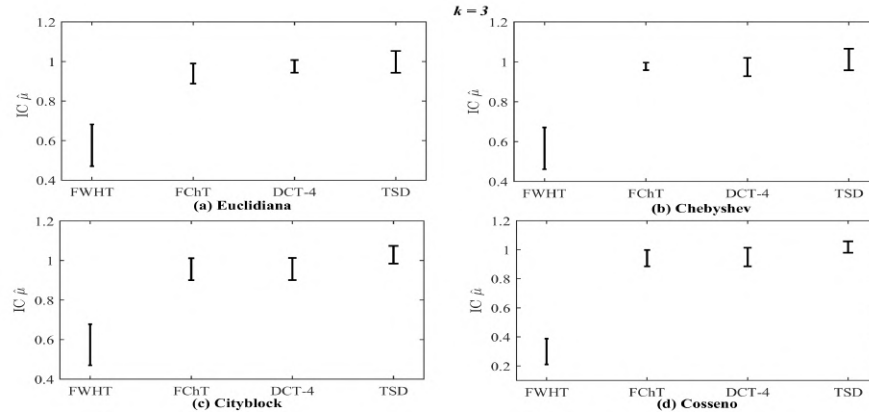 k = 3
1.2
1
0.8
0.6
0.4
IC μ̂
FWHT FChT DCT-4 TSD
(a) Euclidiana
1.2
1
0.8
0.6
0.4
IC μ̂
FWHT FChT DCT-4 TSD
(b) Chebyshev
1.2
1
0.8
0.6
0.4
IC μ̂
FWHT FChT DCT-4 TSD
(c) Cityblock
1.2
1
0.8
0.6
0.4
0.2
IC μ̂
FWHT FChT DCT-4 TSD
(d) Cosseno